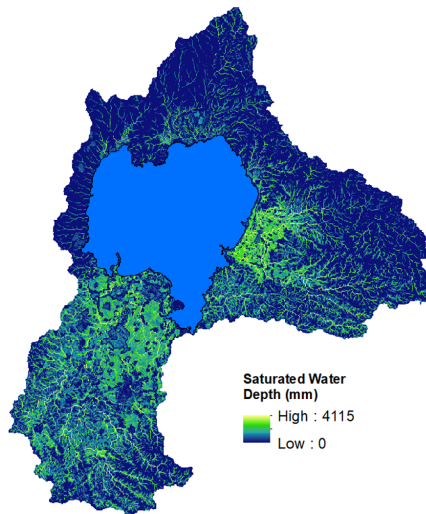 Saturated Water
Depth (mm)
High : 4115
Low : 0